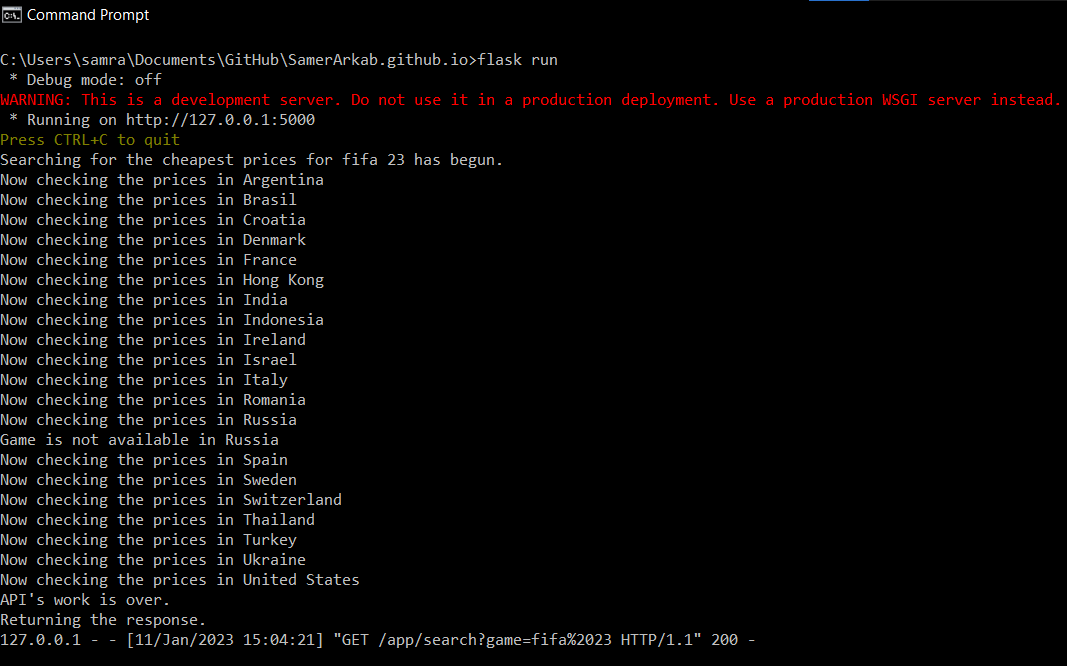 Command Prompt
C:\Users\samra\Documents\GitHub\SamerArkab.github.io>flask run
 * Debug mode: off
WARNING: This is a development server. Do not use it in a production deployment. Use a production WSGI server instead.
 * Running on http://127.0.0.1:5000
Press CTRL+C to quit
Searching for the cheapest prices for fifa 23 has begun.
Now checking the prices in Argentina
Now checking the prices in Brasil
Now checking the prices in Croatia
Now checking the prices in Denmark
Now checking the prices in France
Now checking the prices in Hong Kong
Now checking the prices in India
Now checking the prices in Indonesia
Now checking the prices in Ireland
Now checking the prices in Israel
Now checking the prices in Italy
Now checking the prices in Romania
Now checking the prices in Russia
Game is not available in Russia
Now checking the prices in Spain
Now checking the prices in Sweden
Now checking the prices in Switzerland
Now checking the prices in Thailand
Now checking the prices in Turkey
Now checking the prices in Ukraine
Now checking the prices in United States
API's work is over.
Returning the response.
127.0.0.1 - - [11/Jan/2023 15:04:21] "GET /app/search?game=fifa%2023 HTTP/1.1" 200 -